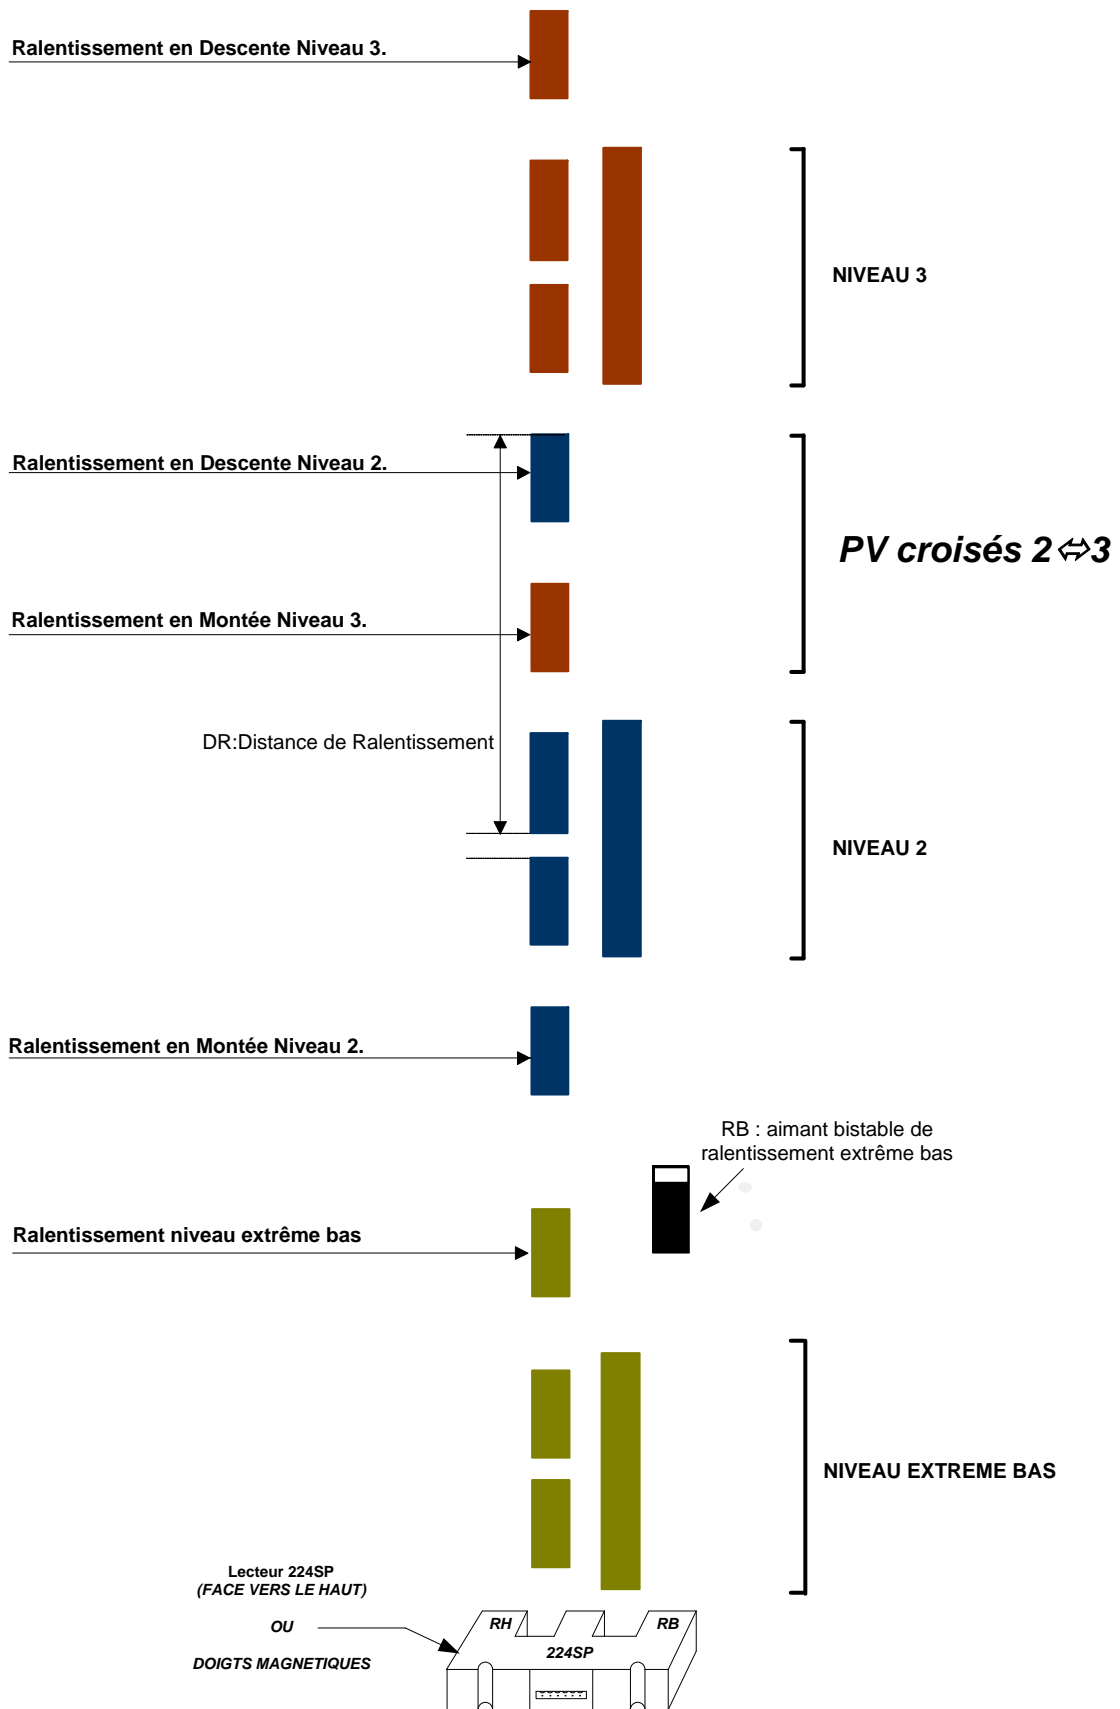 Ralentissement en Descente Niveau 3.
NIVEAU 3
Ralentissement en Descente Niveau 2.
PV croisés 2⬄3
Ralentissement en Montée Niveau 3.
DR:Distance de Ralentissement
NIVEAU 2
Ralentissement en Montée Niveau 2.
RB : aimant bistable de
ralentissement extrême bas
Ralentissement niveau extrême bas
NIVEAU EXTREME BAS
Lecteur 224SP
(FACE VERS LE HAUT)
OU
DOIGTS MAGNETIQUES
RH
RB
224SP